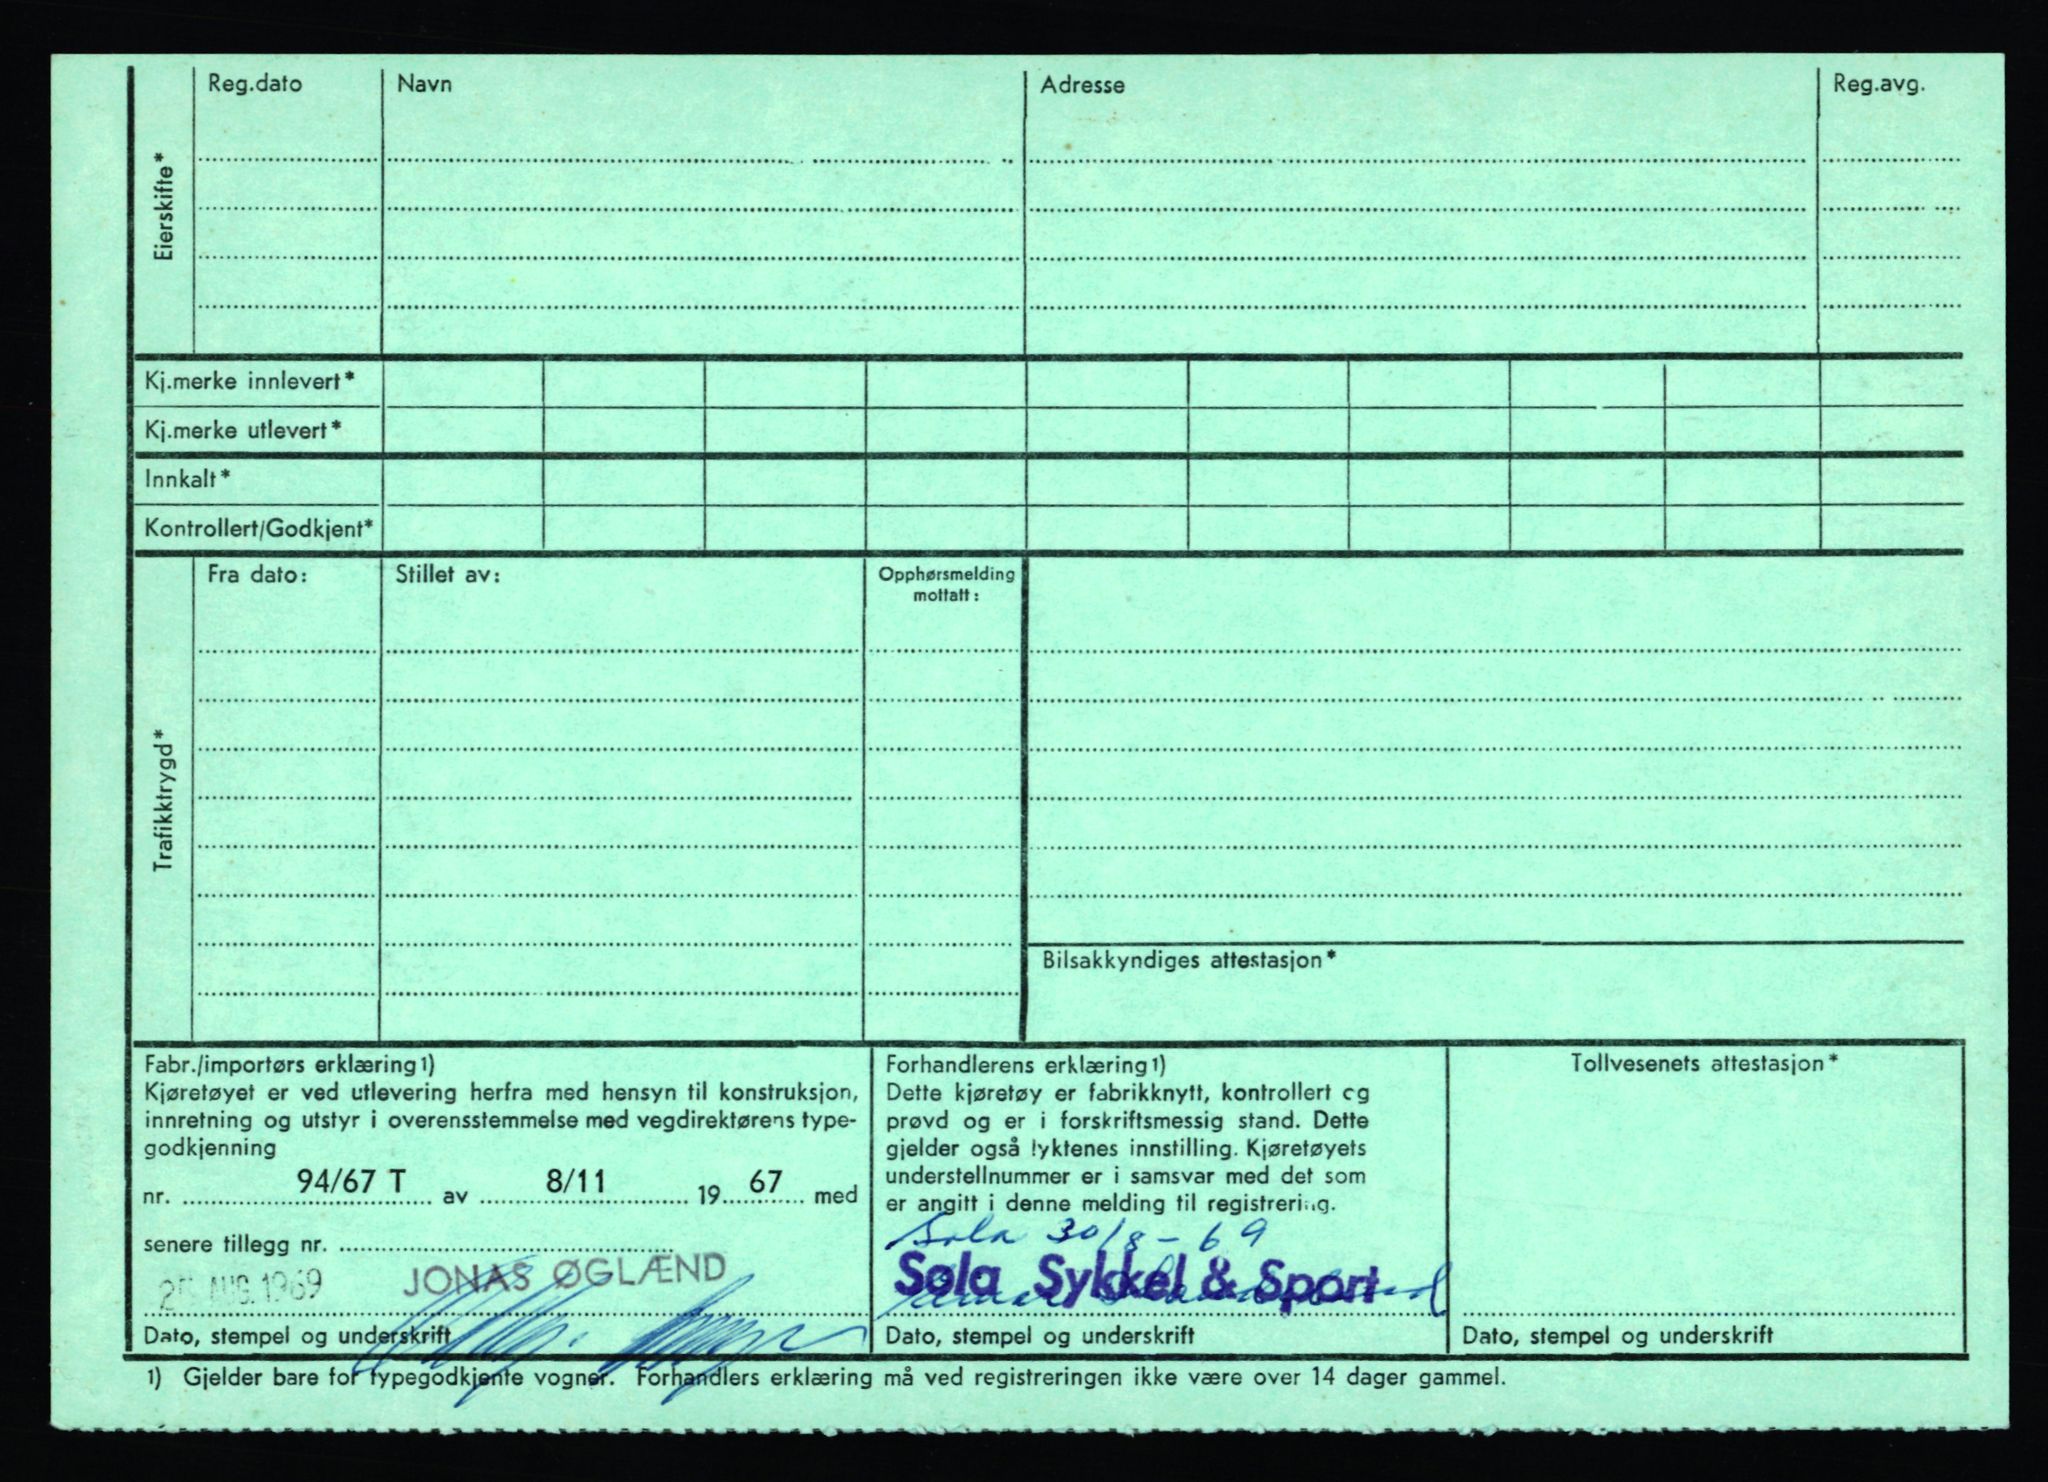 Eierskifte*
Reg.dato Navn Adresse Reg.avg.
Kj.merke innlevert*
Kj.merke utlevert*
Innkalt*
Kontrollert/Godkjent*
Trafikktrygd*
Fra dato: Stillet av: Opphørsmelding
mottatt:
Bilsakkyndiges attestasjon*
Fabr./importørs erklæring1)
Kjøretøyet er ved utlevering herfra med hensyn til konstruksjon,
innretning og utstyr i overensstemmelse med vegdirektørens type-
godkjenning
nr. 94/67 T av 8/11 19 67 med
senere tillegg nr.
AUG. 1969 JONAS ØGLÆND
Dato, stempel og underskrift
Forhandlerens erklæring1)
Dette kjøretøy er fabrikknytt, kontrollert og
prøvd og er i forskriftsmessig stand. Dette
gjelder også lyktenes innstilling. Kjøretøyets
understellnummer er i samsvar med det som
er angitt i denne melding til registrering.
Sola 30/8-69
Sola Sykkel & Sport
Dato, stempel og underskrift
Tollvesenets attestasjon*
Dato, stempel og underskrift
1) Gjelder bare for typegodkjente vogner. Forhandlers erklæring må ved registreringen ikke være over 14 dager gammel.